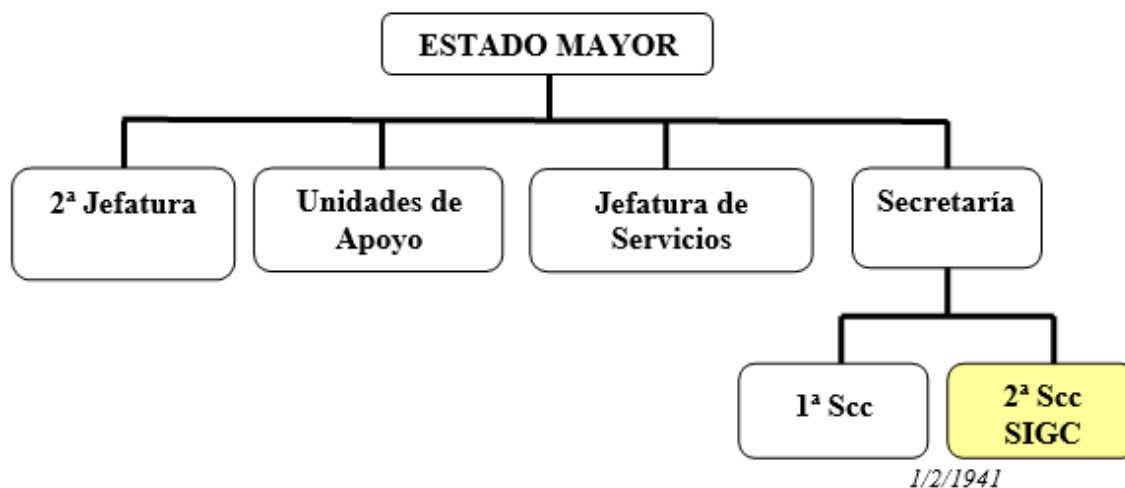 ESTADO MAYOR
2ª Jefatura
Unidades de
Apoyo
Jefatura de
Servicios
Secretaría
1ª Scc
2ª Scc
SIGC
1/2/1941